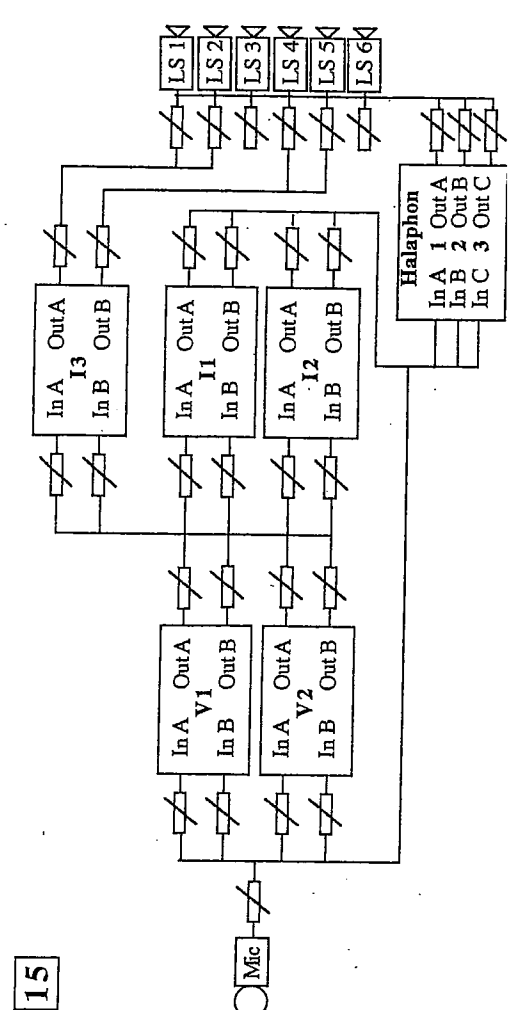 15
Mic
In A Out A
V1
In B Out B
In A Out A
V2
In B Out B
In A Out A
I3
In B Out B
In A Out A
I1
In B Out B
In A Out A
I2
In B Out B
Halaphon
In A 1 Out A
In B 2 Out B
In C 3 Out C
LS 1
LS 2
LS 3
LS 4
LS 5
LS 6